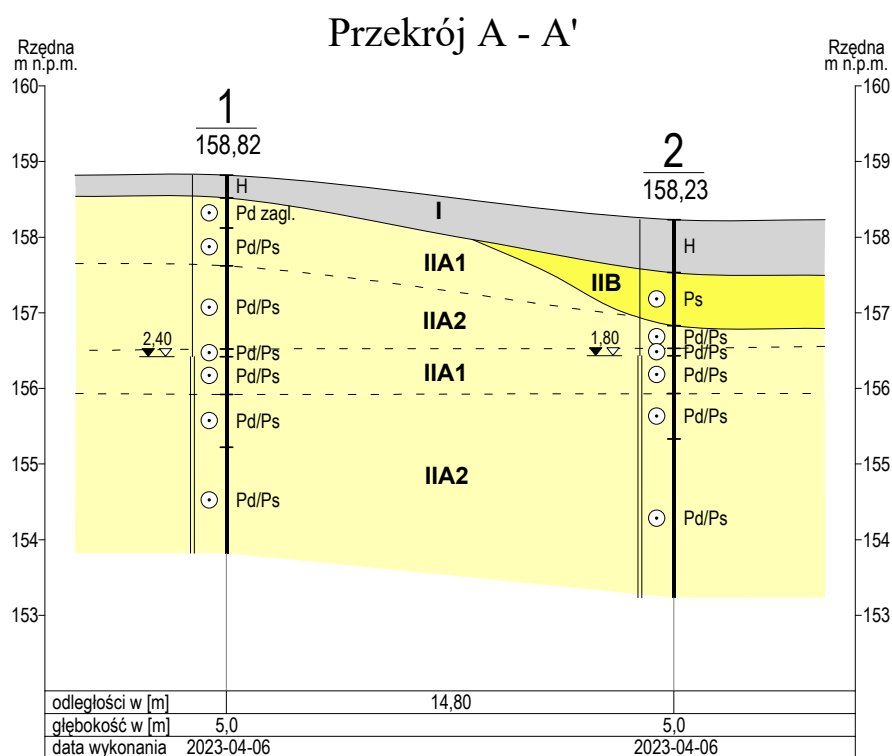 Przekrój A - A'
Rzędna
m n.p.m.
Rzędna
m n.p.m.
160
160
1
158,82
159
159
2
158,23
H
I
Pd zagl.
158
158
H
Pd/Ps
IIA1
IIB
Ps
157
157
Pd/Ps
IIA2
2,40
1,80
Pd/Ps
Pd/Ps
Pd/Ps
Pd/Ps
IIA1
Pd/Ps
156
156
Pd/Ps
Pd/Ps
155
155
IIA2
Pd/Ps
Pd/Ps
154
154
153
153
odległości w [m] 14,80
głębokość w [m] 5,0 5,0
data wykonania 2023-04-06 2023-04-06